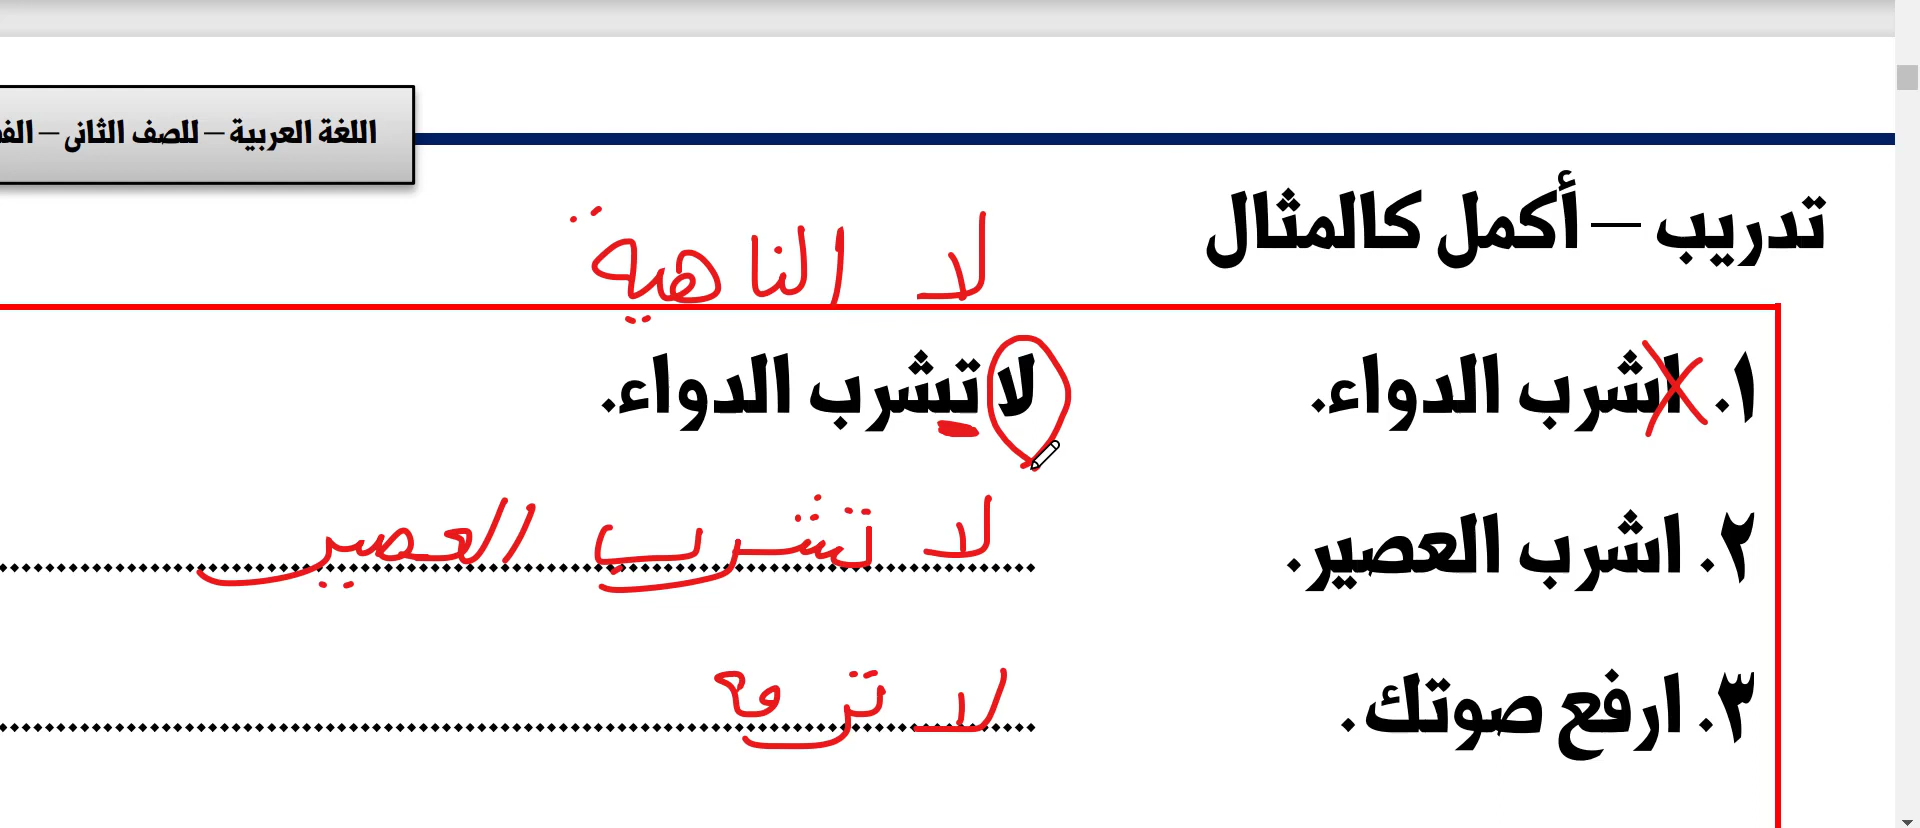 اللغة العربية – للصف الثانى – الف
تدريب – أكمل كالمثال
لا الناهية
١. اشرب الدواء. لا تشرب الدواء.
٢. اشرب العصير. لا تشرب العصير
٣. ارفع صوتك. لا